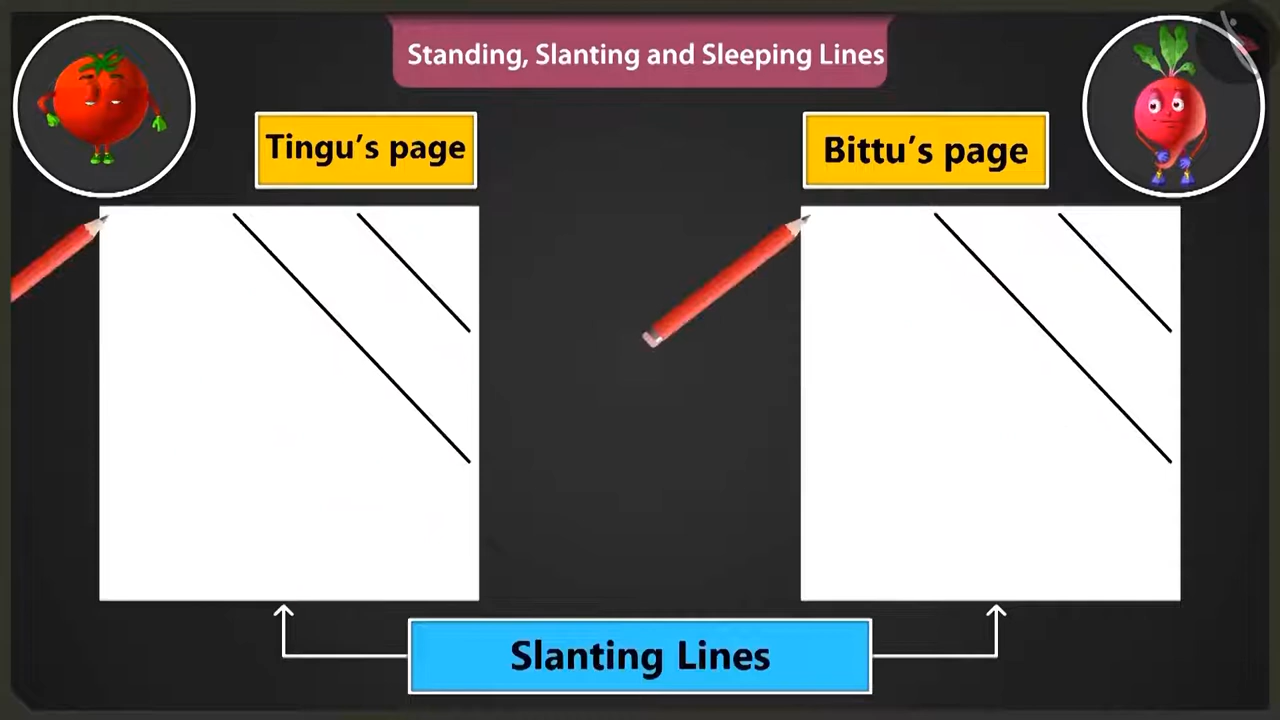 Standing, Slanting and Sleeping Lines
Tingu’s page
Bittu’s page
Slanting Lines